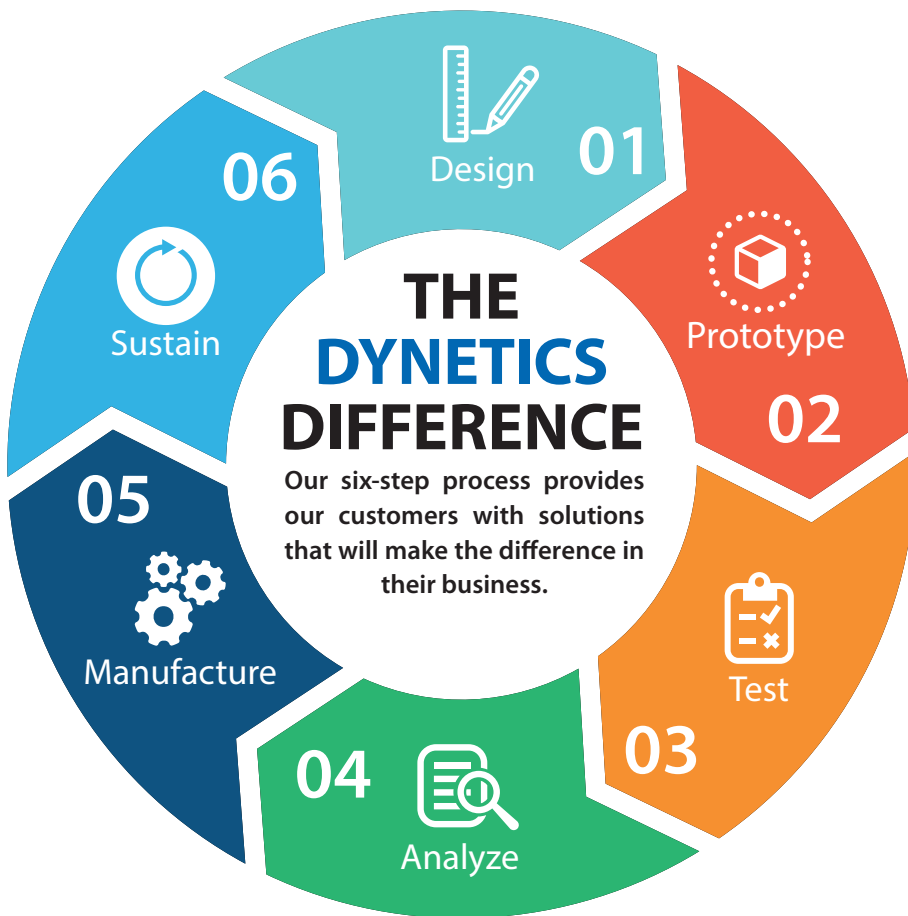 THE
DYNETICS
DIFFERENCE
Our six-step process provides
our customers with solutions
that will make the difference in
their business.
01
Design
02
Prototype
03
Test
04
Analyze
05
Manufacture
06
Sustain